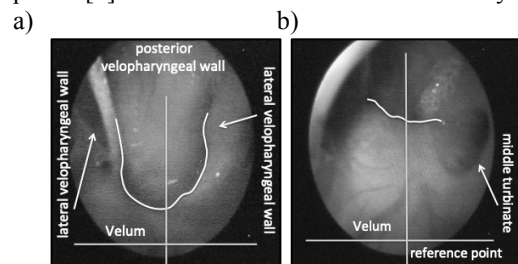 a)
b)
posterior
velopharyngeal wall
lateral velopharyngeal wall
lateral velopharyngeal wall
Velum
middle turbinate
Velum
reference point